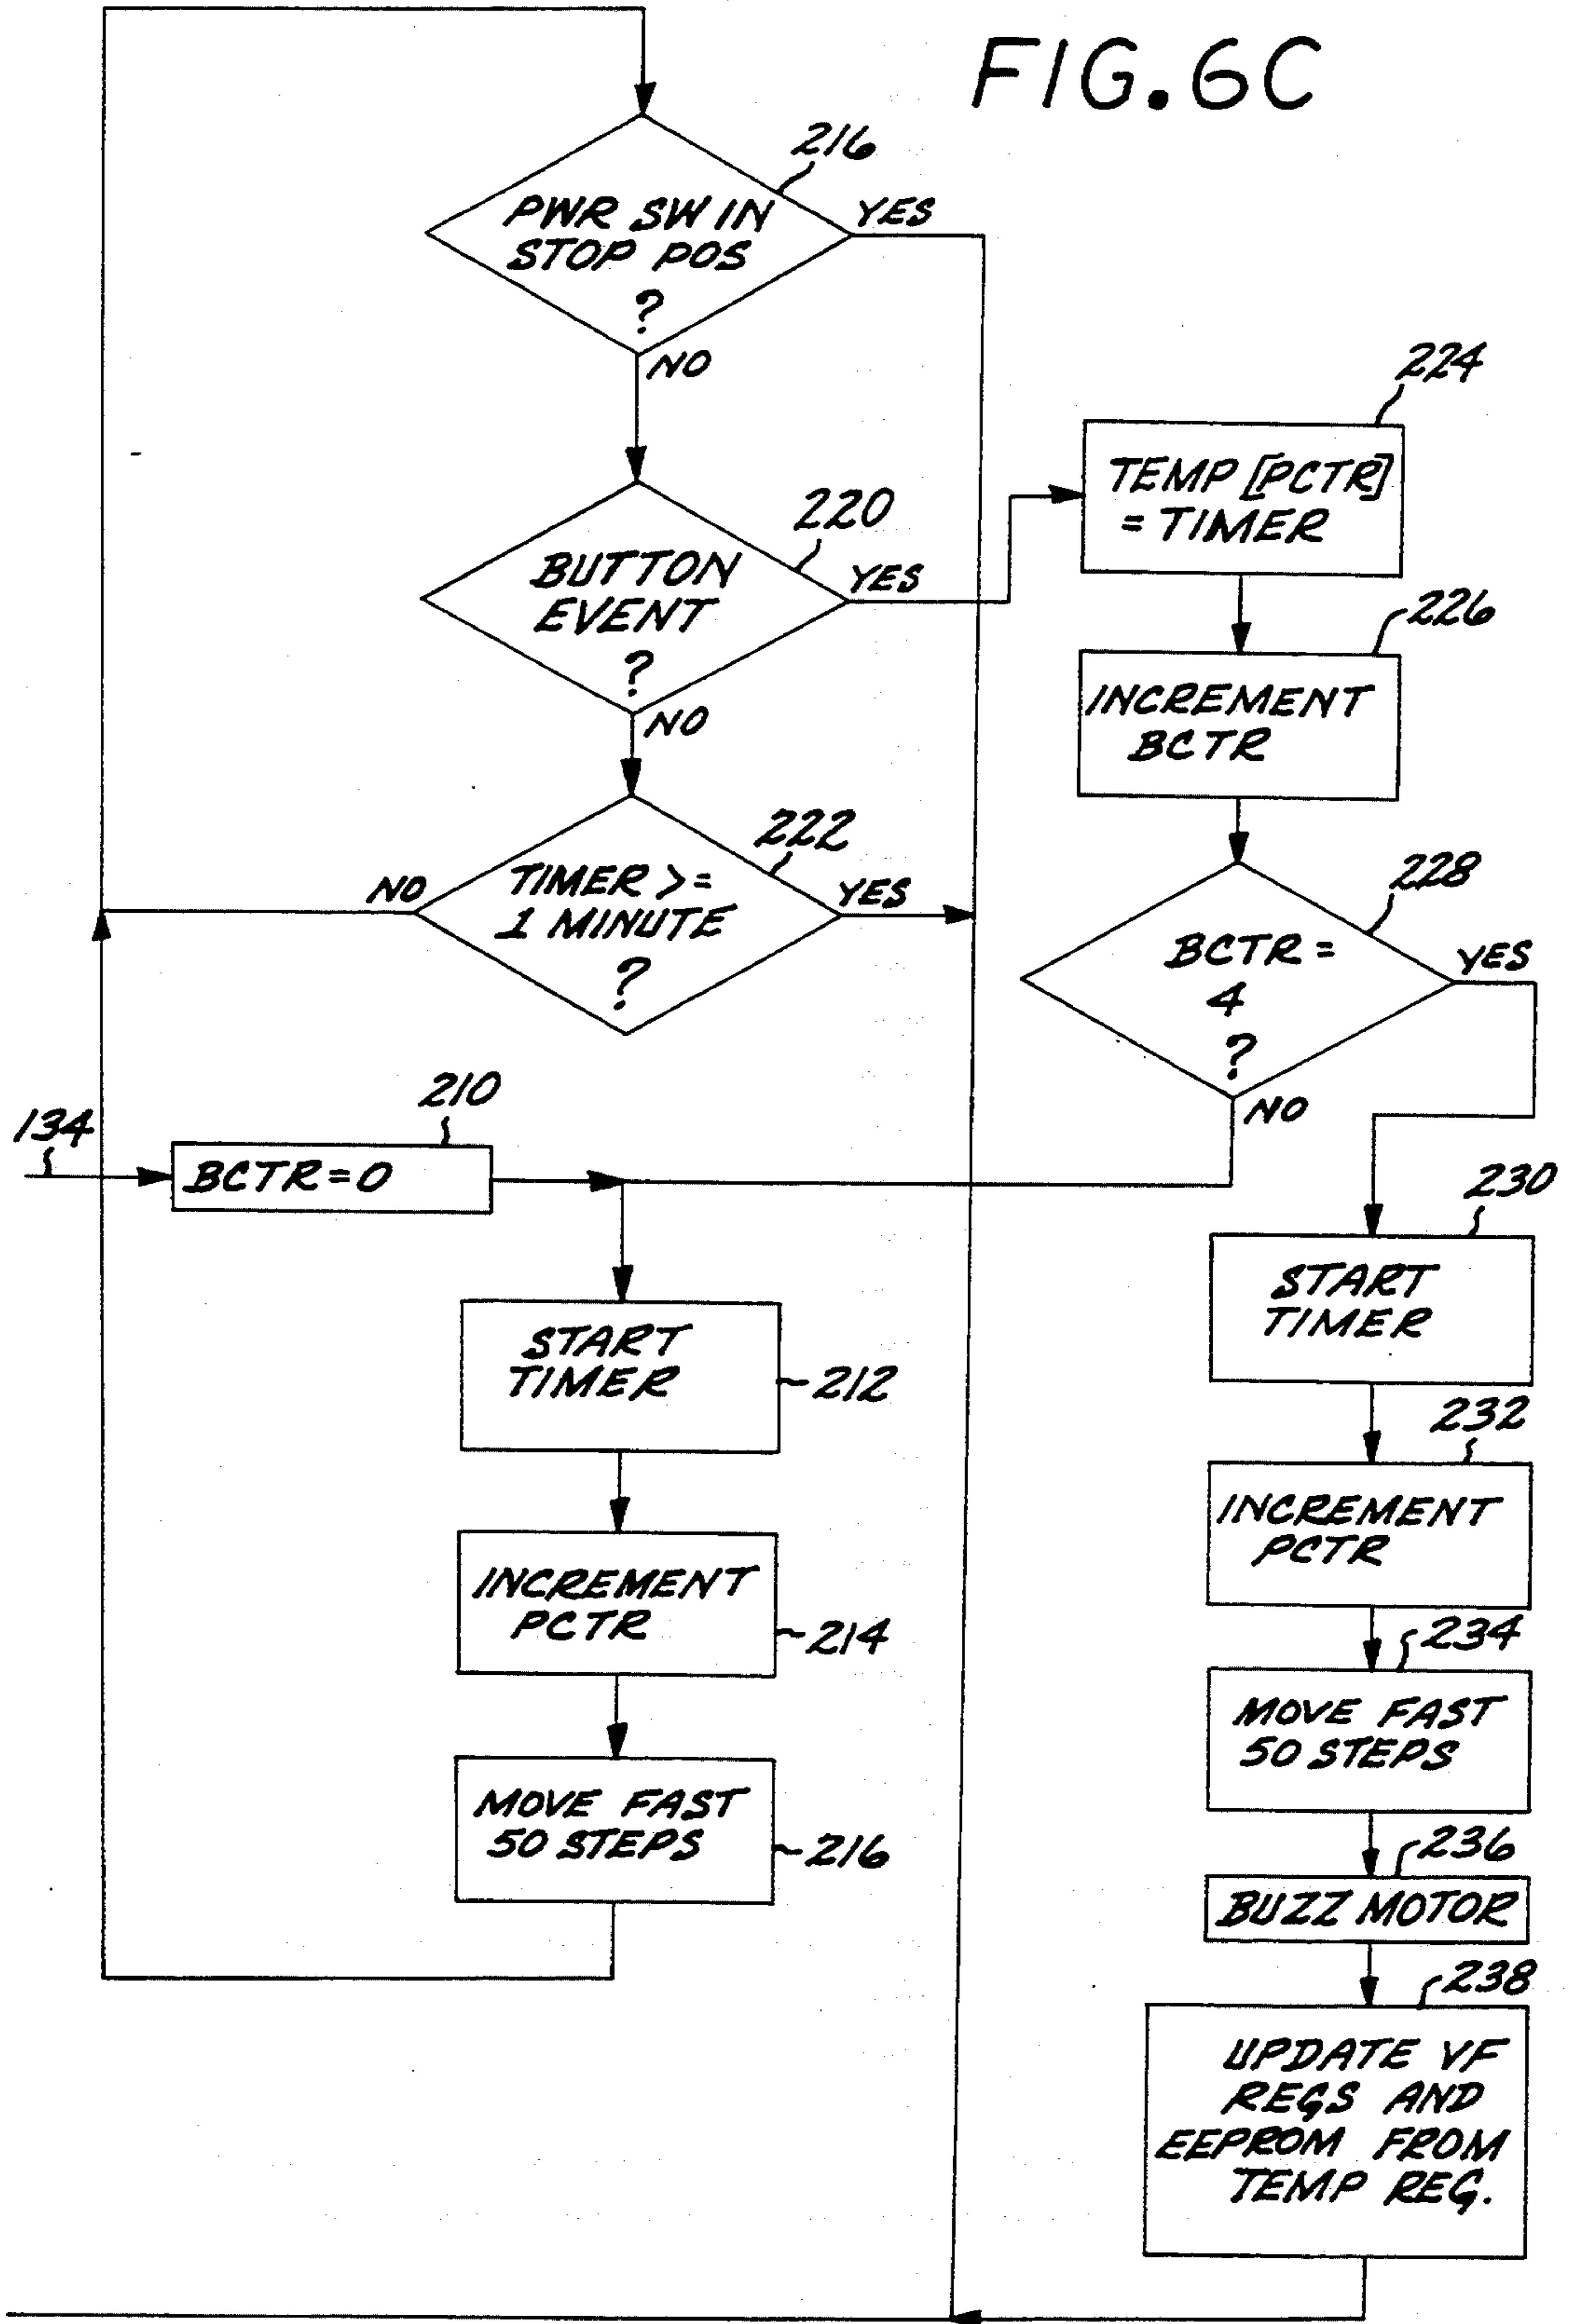 FIG. 6C
216
PWR SW IN
STOP POS
?
YES
NO
220
BUTTON
EVENT
?
YES
NO
222
TIMER >=
1 MINUTE
?
NO
YES
224
TEMP [PCTR]
= TIMER
226
INCREMENT
BCTR
228
BCTR =
4
?
YES
NO
134
210
BCTR = 0
START
TIMER
212
INCREMENT
PCTR
214
MOVE FAST
50 STEPS
216
230
START
TIMER
232
INCREMENT
PCTR
234
MOVE FAST
50 STEPS
236
BUZZ MOTOR
238
UPDATE VF
REGS AND
EEPROM FROM
TEMP REG.